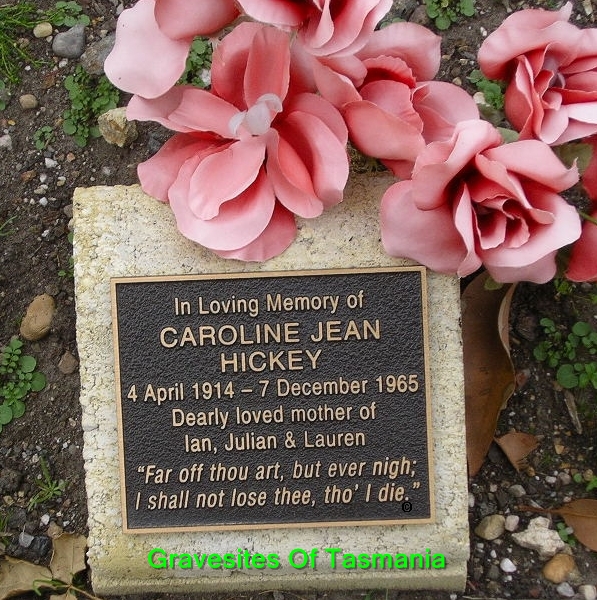 In Loving Memory of
CAROLINE JEAN
HICKEY
4 April 1914 – 7 December 1965
Dearly loved mother of
Ian, Julian & Lauren
“Far off thou art, but ever nigh;
I shall not lose thee, tho' I die.”
Gravesites Of Tasmania